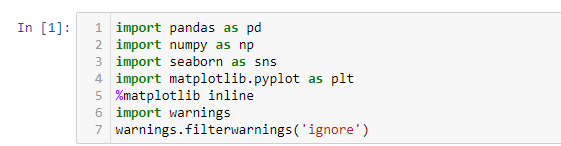 In [1]:
1 import pandas as pd
2 import numpy as np
3 import seaborn as sns
4 import matplotlib.pyplot as plt
5 %matplotlib inline
6 import warnings
7 warnings.filterwarnings('ignore')